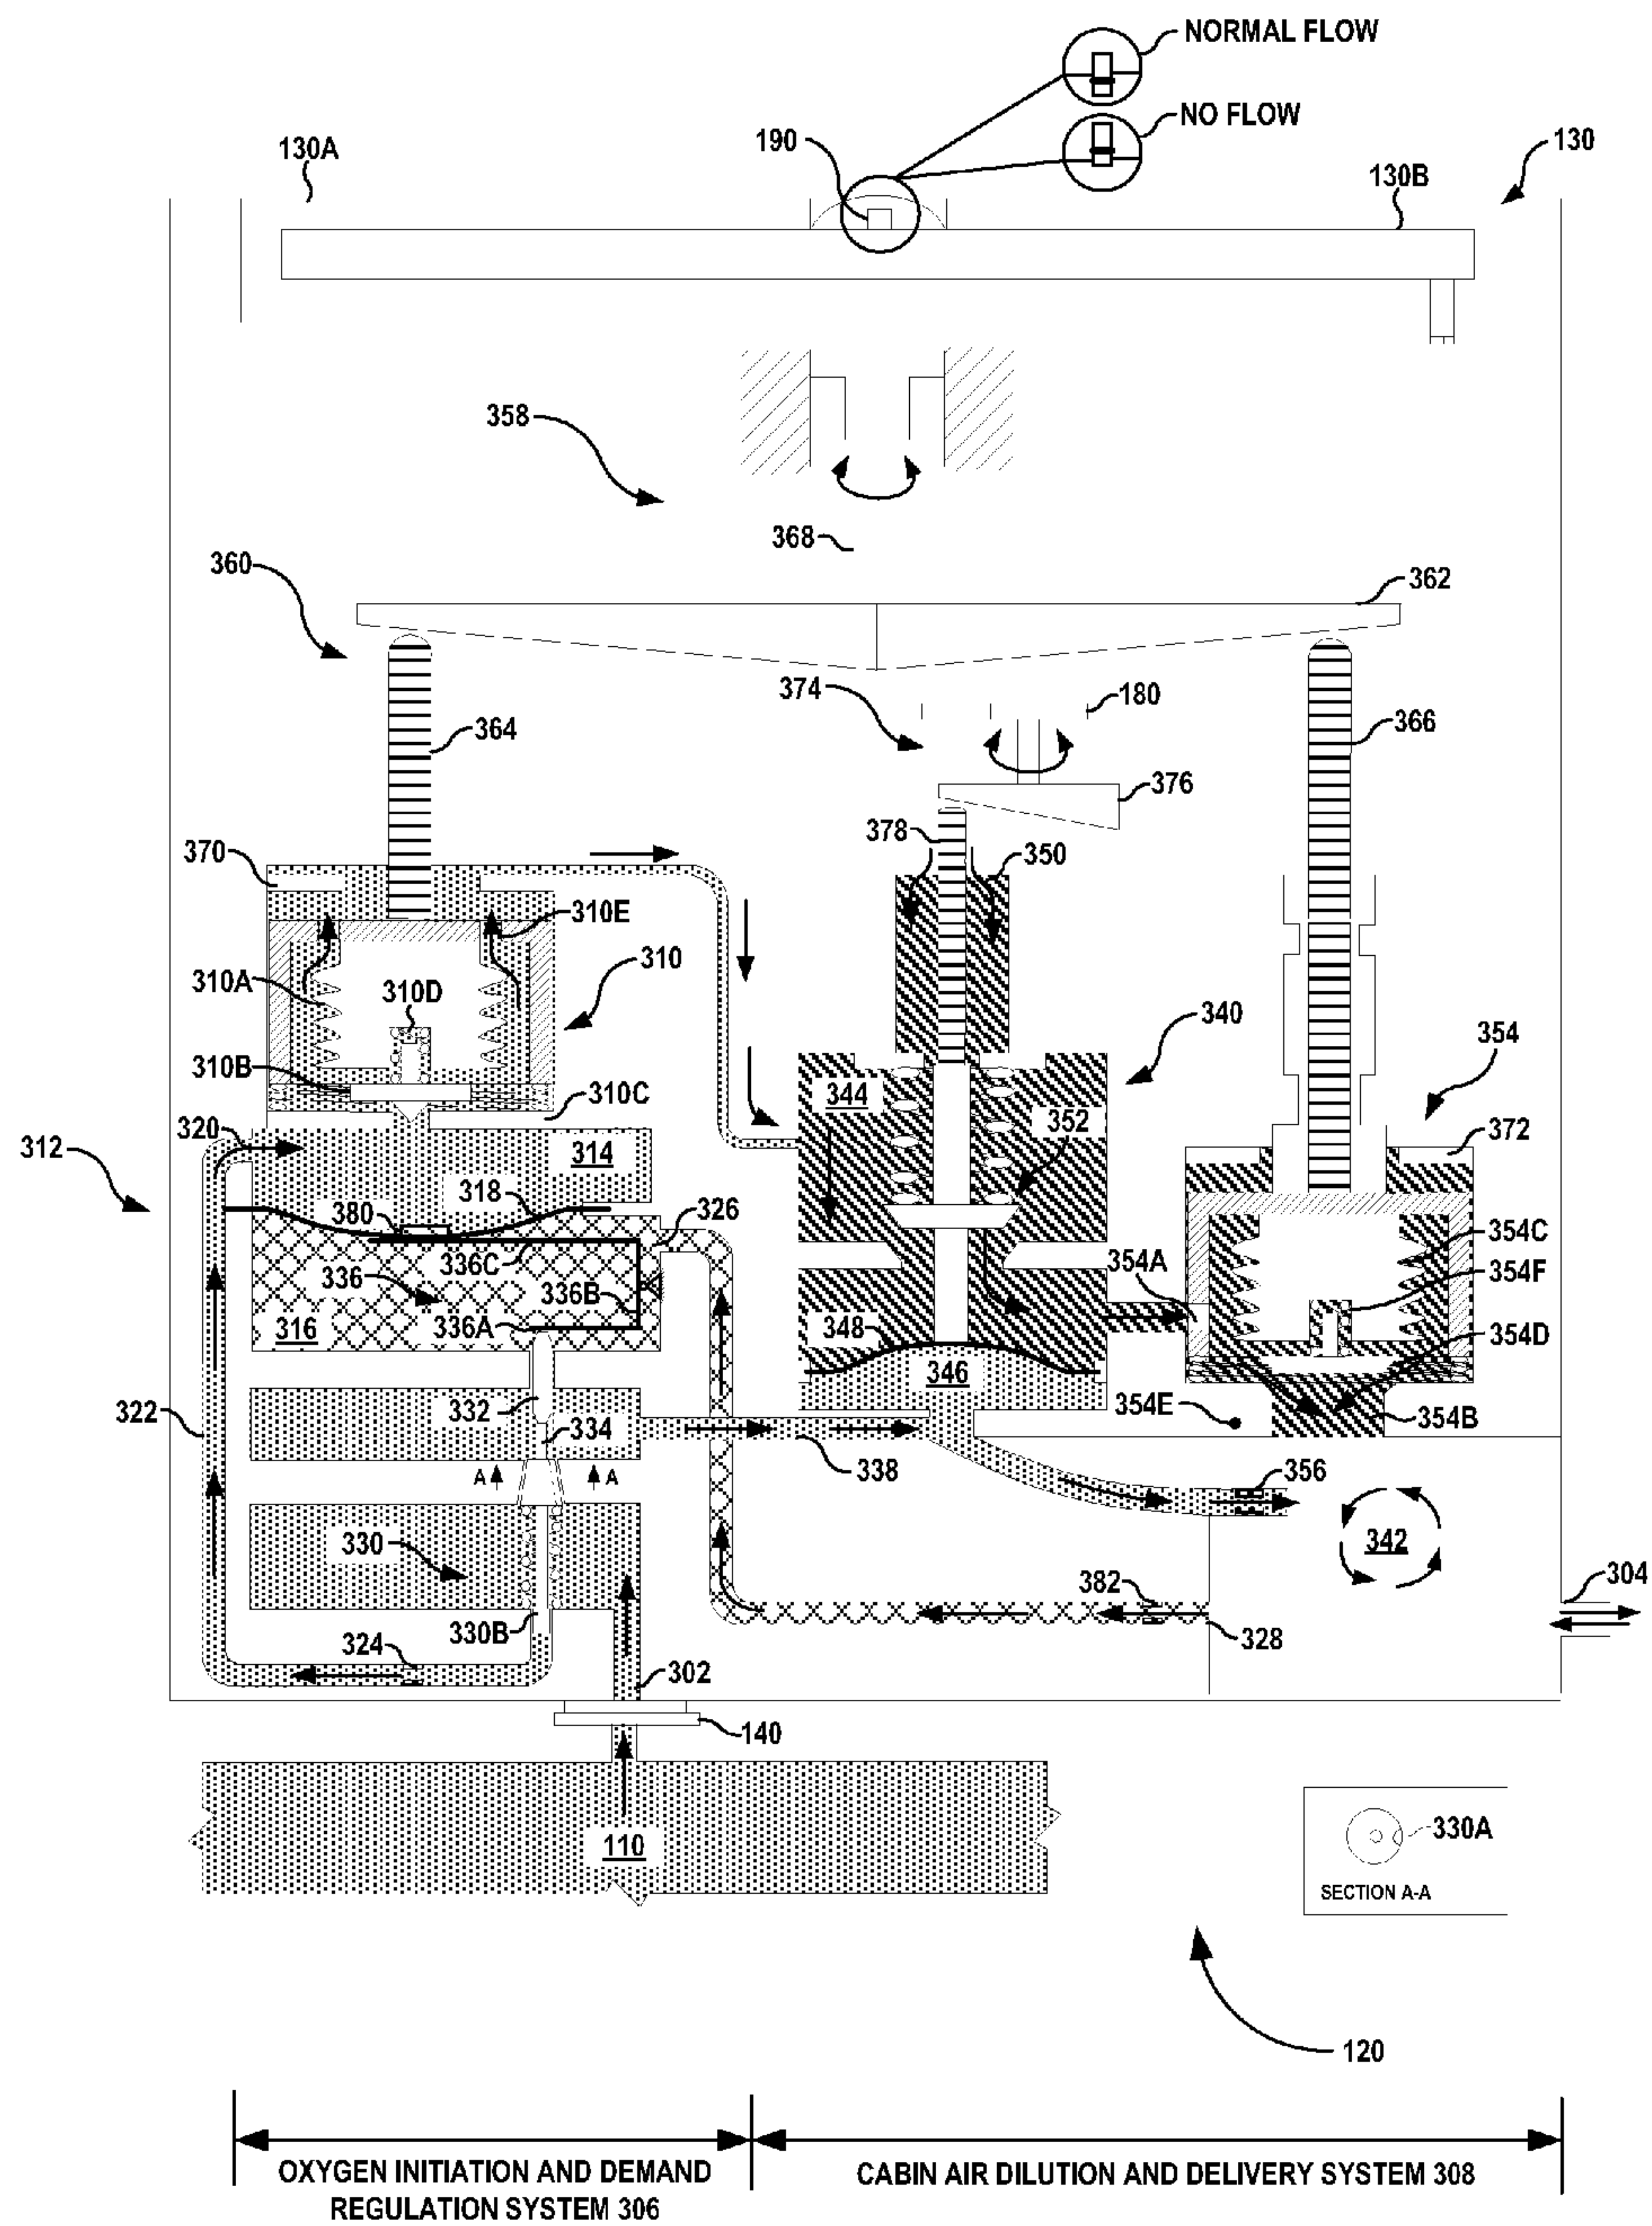 NORMAL FLOW
NO FLOW
190
130A
130
130B
358
368
360
362
374
180
364
366
376
378
370
350
310E
310
310A
310D
340
354
310B
344
310C
352
320
372
312
314
318
380
326
354C
336C
354A
354F
336
336B
316
336A
348
354D
346
322
332
354E
354B
334
338
A A
356
330
342
382
304
330B
324
328
302
140
110
330A
SECTION A-A
120
OXYGEN INITIATION AND DEMAND
REGULATION SYSTEM 306
CABIN AIR DILUTION AND DELIVERY SYSTEM 308